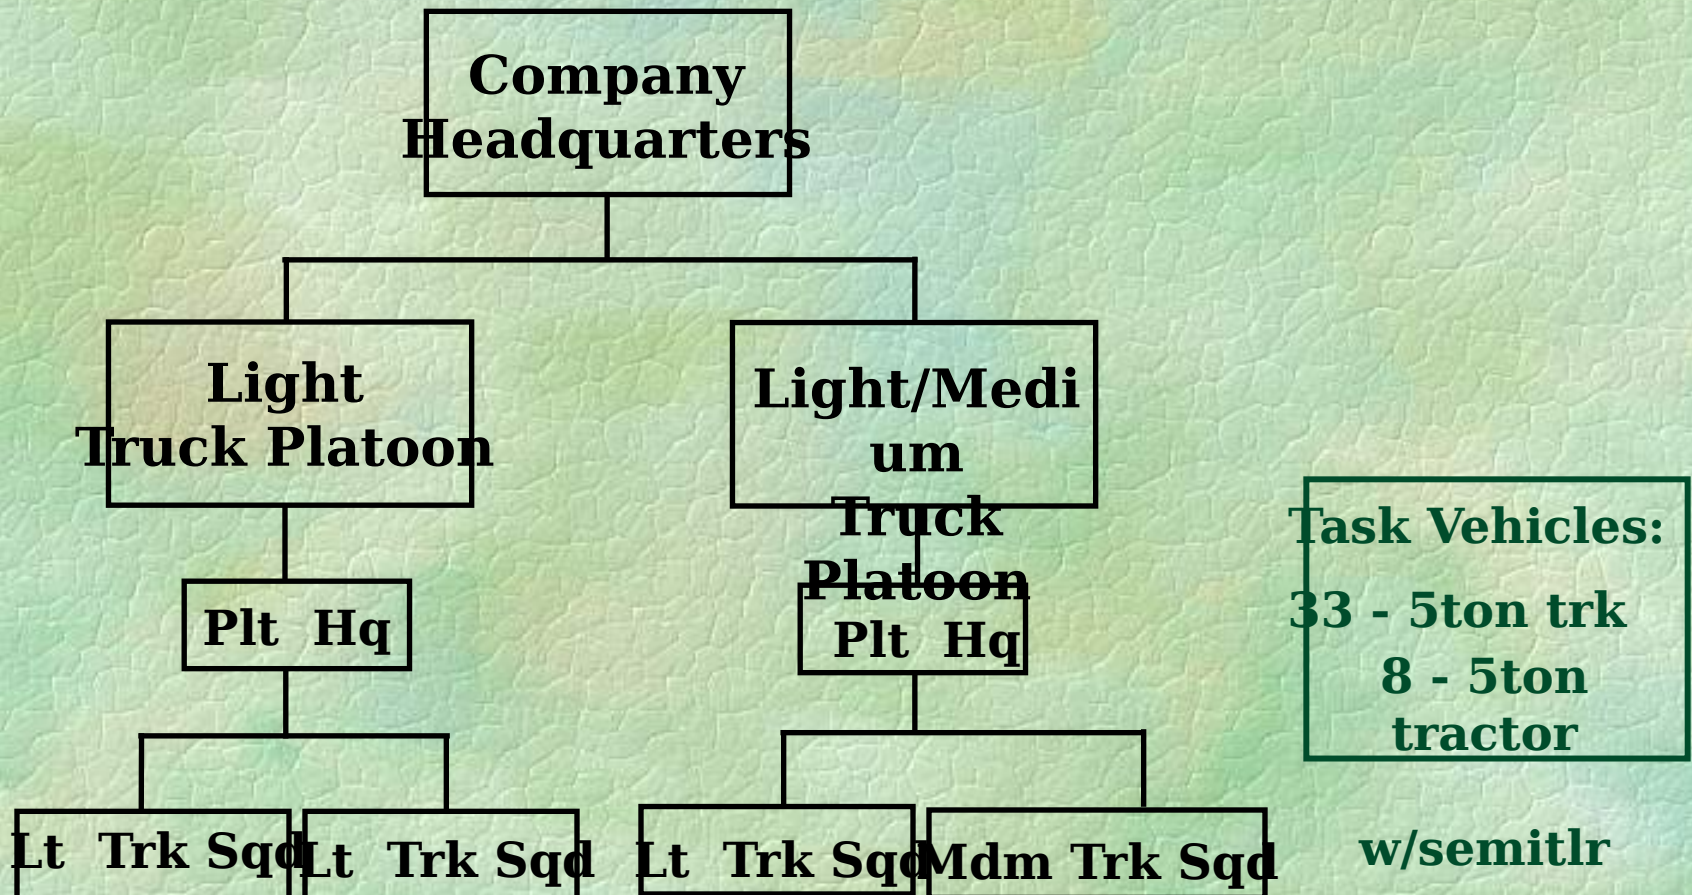 Company
Headquarters
Light
Truck Platoon
Light/Medi
um
Truck
Platoon
Plt Hq
Plt Hq
Lt Trk Sqd
Lt Trk Sqd
Lt Trk Sqd
Mdm Trk Sqd
Task Vehicles:
33 - 5ton trk
8 - 5ton
tractor
w/semitlr